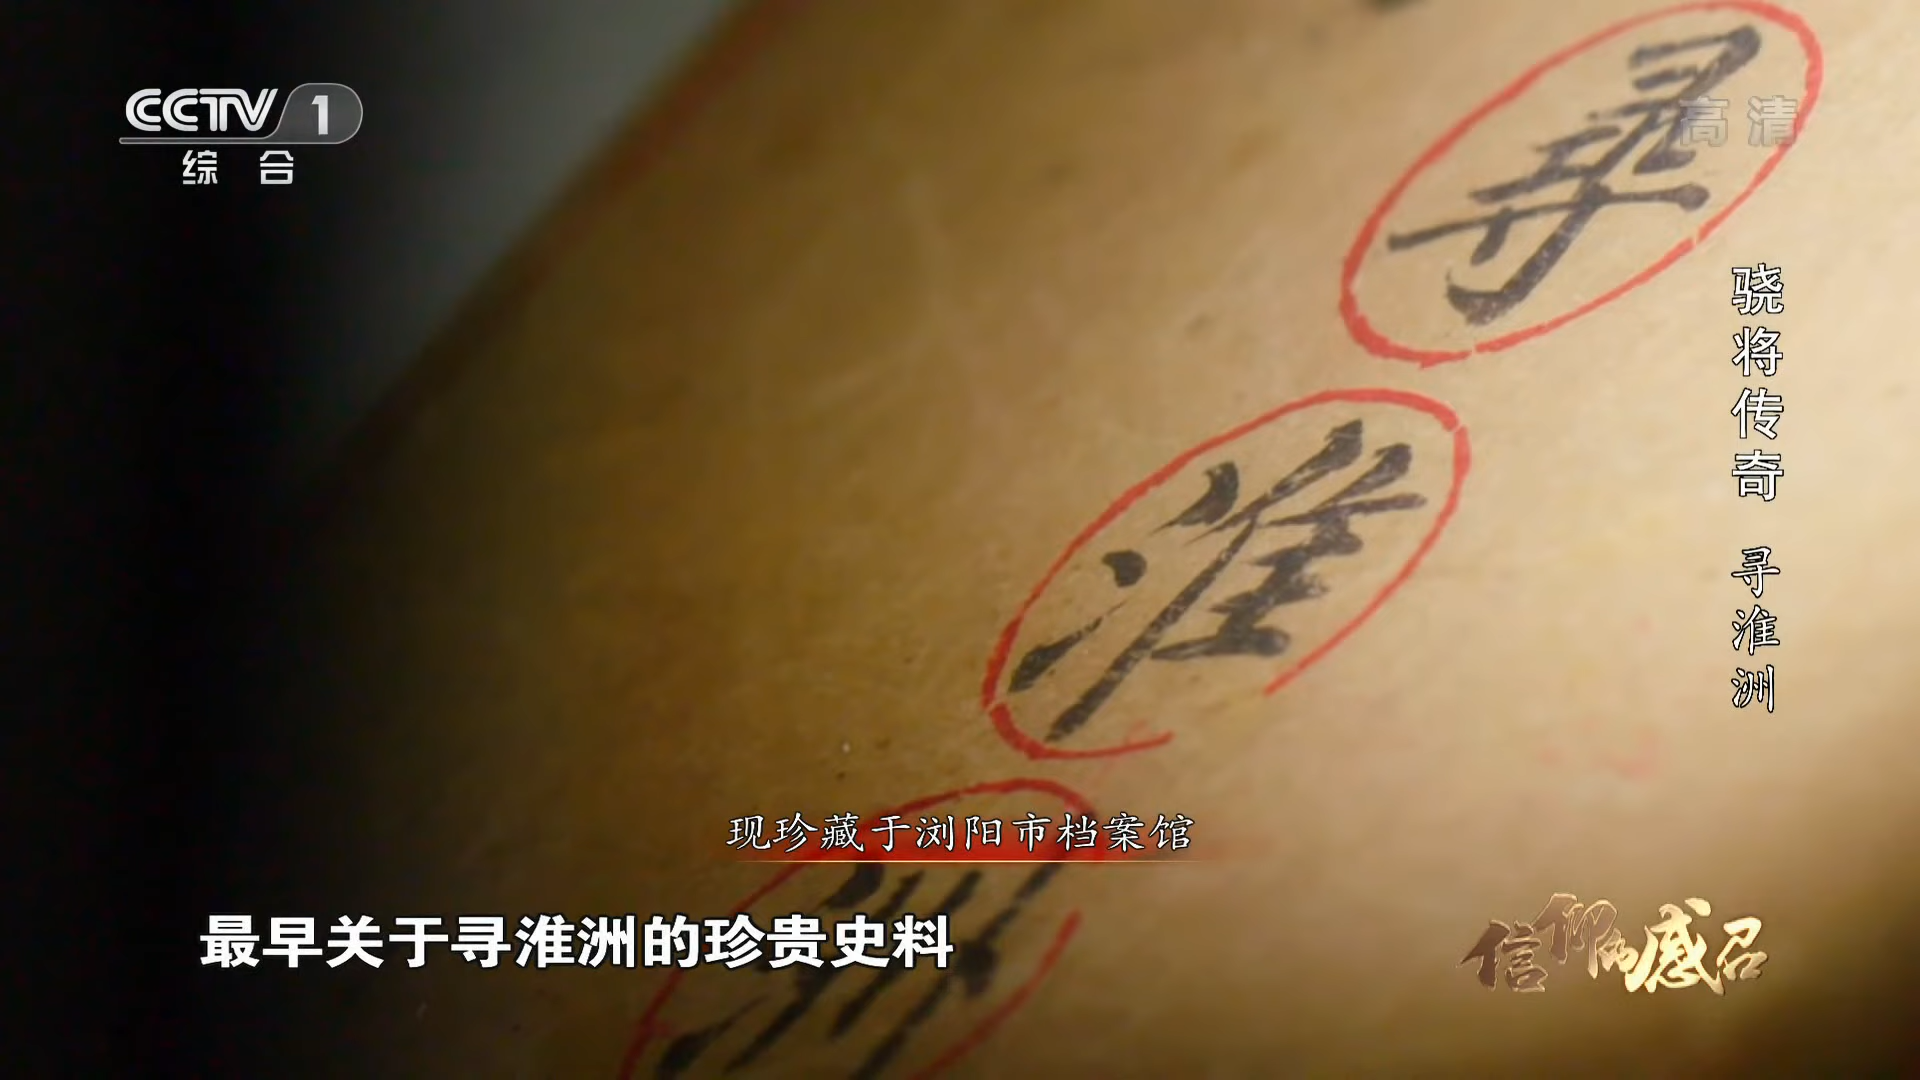 CCTV 1
综合
高清
寻
淮
洲
骁将传奇 寻淮洲
现珍藏于浏阳市档案馆
最早关于寻淮洲的珍贵史料
信仰的感召